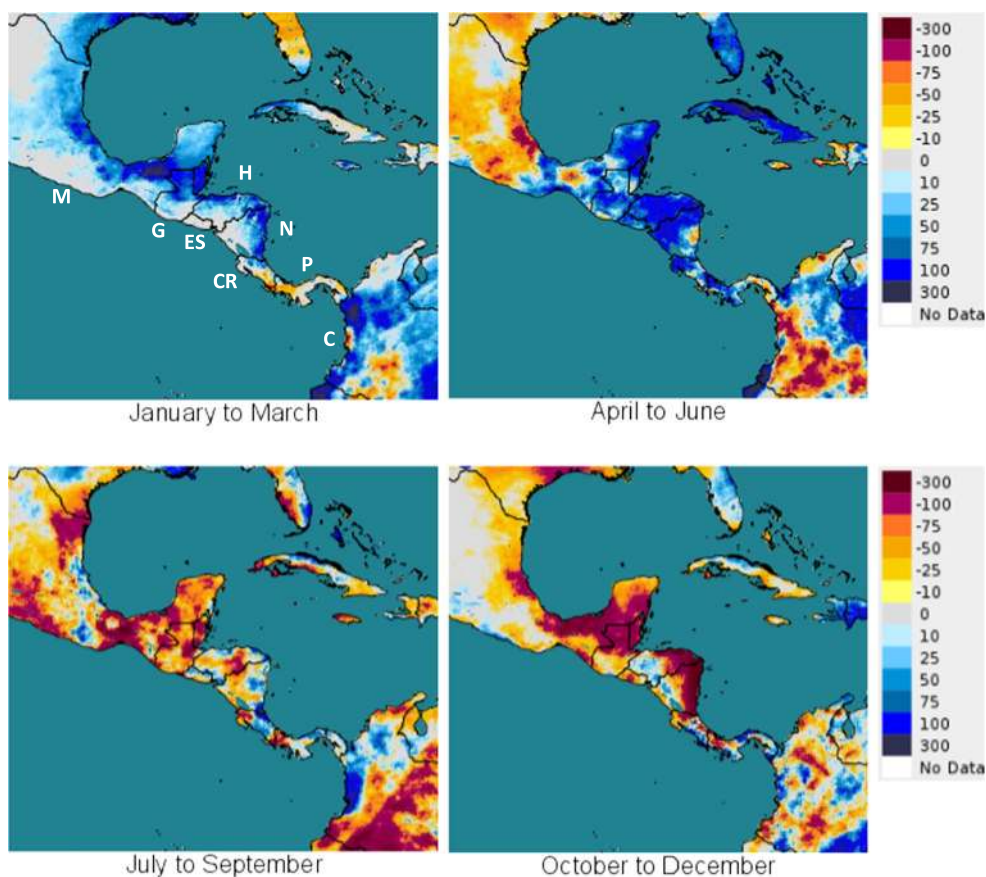 -300
-100
-75
-50
-25
-10
0
10
25
50
75
100
300
No Data
M
H
G
ES
N
CR
P
C
January to March
April to June
-300
-100
-75
-50
-25
-10
0
10
25
50
75
100
300
No Data
July to September
October to December